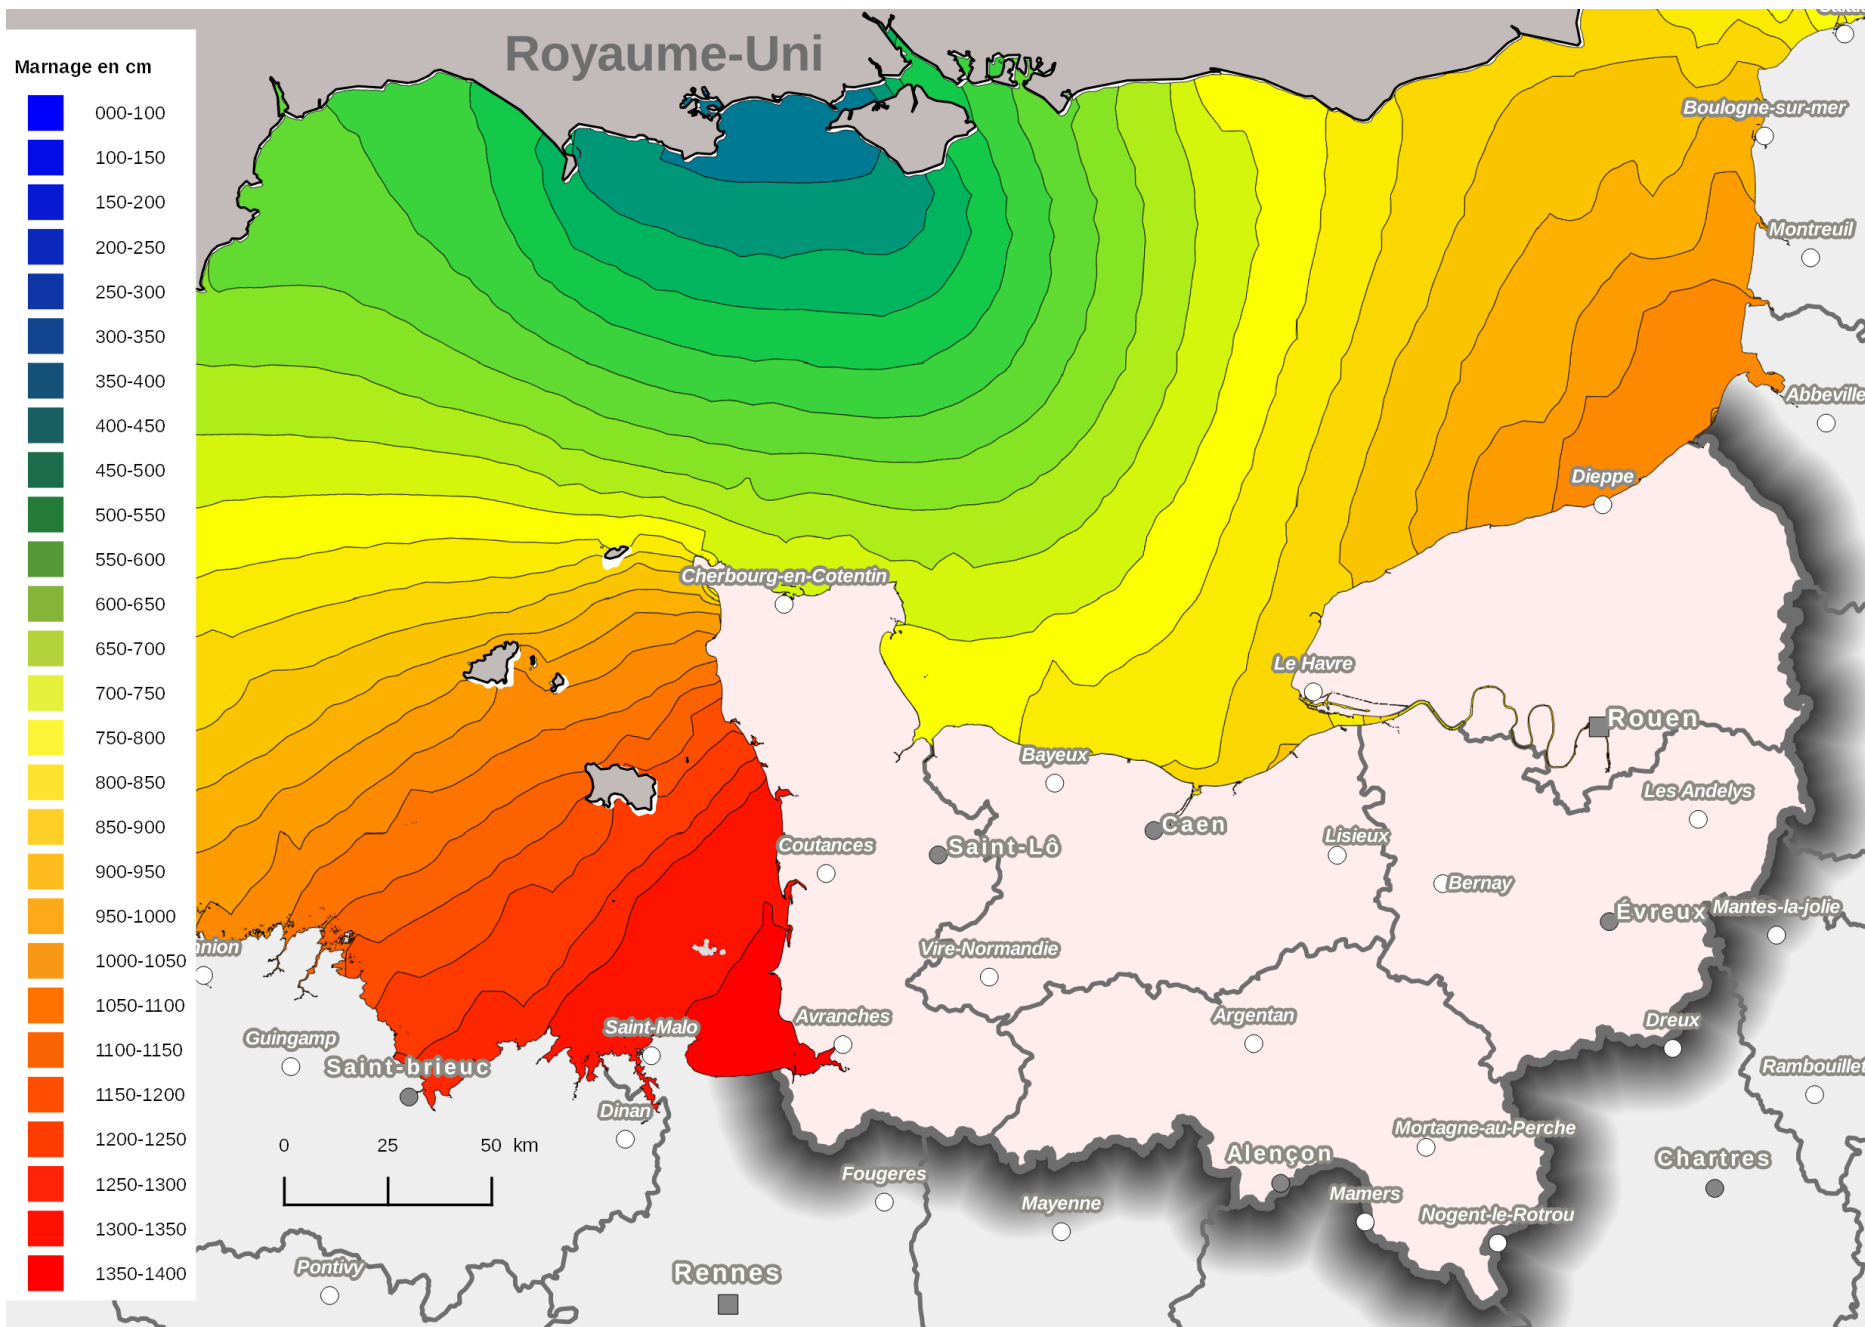 Royaume-Uni
Marnage en cm
000-100
100-150
150-200
200-250
250-300
300-350
350-400
400-450
450-500
500-550
550-600
600-650
650-700
700-750
750-800
800-850
850-900
900-950
950-1000
1000-1050
1050-1100
1100-1150
1150-1200
1200-1250
1250-1300
1300-1350
1350-1400
Boulogne-sur-mer
Montreuil
Abbeville
Dieppe
Cherbourg-en-Cotentin
Le Havre
Rouen
Bayeux
Les Andelys
Caen
Lisieux
Coutances
Saint-Lô
Bernay
Évreux
Mantes-la-jolie
nnion
Vire-Normandie
Avranches
Argentan
Dreux
Saint-Malo
Guingamp
Saint-brieuc
Rambouillet
Dinan
0 25 50 km
Mortagne-au-Perche
Alençon
Chartres
Fougeres
Mayenne
Mamers
Nogent-le-Rotrou
Pontivy
Rennes